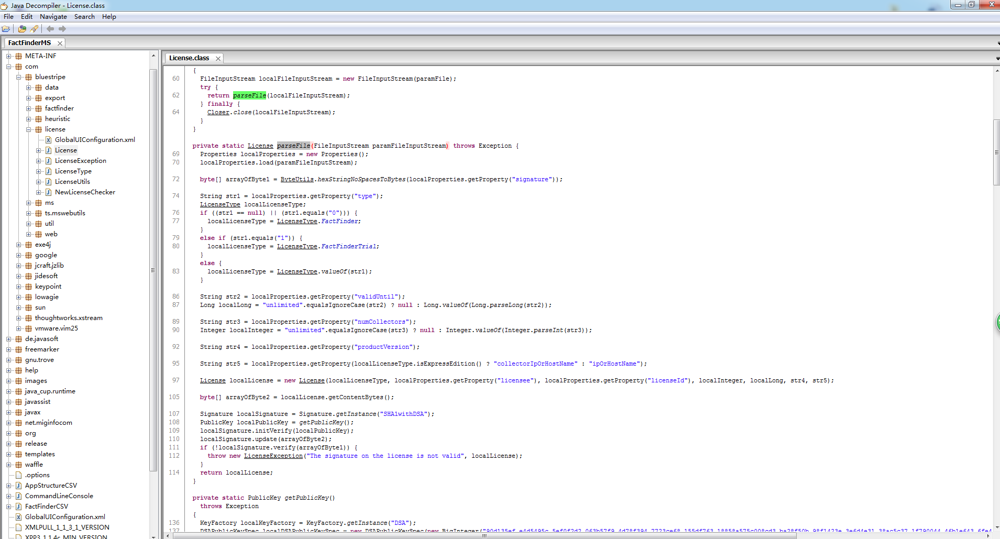 Java Decompiler - License.class
File Edit Navigate Search Help
FactFinderMS
META-INF
com
bluestripe
data
export
factfinder
heuristic
license
GlobalUIConfiguration.xml
License
LicenseException
LicenseType
LicenseUtils
NewLicenseChecker
ms
ts.mswebutils
util
web
exe4j
google
jcraft.jzlib
jidesoft
keypoint
lowagie
sun
thoughtworks.xstream
vmware.vim25
de.javasoft
freemarker
gnu.trove
help
images
java_cup.runtime
javassist
javax
net.miginfocom
org
release
templates
waffle
.options
AppStructureCSV
CommandLineConsole
FactFinderCSV
GlobalUIConfiguration.xml
XMLPULL_1_1_3_1_VERSION
XPP3_1.1.4c_MIN_VERSION
License.class
{
60 FileInputStream localFileInputStream = new FileInputStream(paramFile);
try {
62 return parseFile(localFileInputStream);
} finally {
64 Closer.close(localFileInputStream);
}
}
private static License parseFile(FileInputStream paramFileInputStream) throws Exception {
69 Properties localProperties = new Properties();
70 localProperties.load(paramFileInputStream);
72 byte[] arrayOfByte1 = ByteUtils.hexStringNoSpacesToBytes(localProperties.getProperty("signature"));
74 String str1 = localProperties.getProperty("type");
LicenseType localLicenseType;
76 if ((str1 == null) || (str1.equals("0"))) {
77 localLicenseType = LicenseType.FactFinder;
}
79 else if (str1.equals("1")) {
80 localLicenseType = LicenseType.FactFinderTrial;
}
else {
83 localLicenseType = LicenseType.valueOf(str1);
}
86 String str2 = localProperties.getProperty("validUntil");
87 Long localLong = "unlimited".equalsIgnoreCase(str2) ? null : Long.valueOf(Long.parseLong(str2));
89 String str3 = localProperties.getProperty("numCollectors");
90 Integer localInteger = "unlimited".equalsIgnoreCase(str3) ? null : Integer.valueOf(Integer.parseInt(str3));
92 String str4 = localProperties.getProperty("productVersion");
95 String str5 = localProperties.getProperty(localLicenseType.isExpressEdition() ? "collectorIpOrHostName" : "ipOrHostName");
97 License localLicense = new License(localLicenseType, localProperties.getProperty("licensee"), localProperties.getProperty("licenseId"), localInteger, localLong, str4, str5);
105 byte[] arrayOfByte2 = localLicense.getContentBytes();
107 Signature localSignature = Signature.getInstance("SHA1withDSA");
108 PublicKey localPublicKey = getPublicKey();
109 localSignature.initVerify(localPublicKey);
110 localSignature.update(arrayOfByte2);
111 if (!localSignature.verify(arrayOfByte1)) {
112 throw new LicenseException("The signature on the license is not valid", localLicense);
}
114 return localLicense;
}
private static PublicKey getPublicKey()
throws Exception
{
136 KeyFactory localKeyFactory = KeyFactory.getInstance("DSA");
137 DSAPublicKeySpec localDSAPublicKeySpec = new DSAPublicKeySpec(new BigInteger(